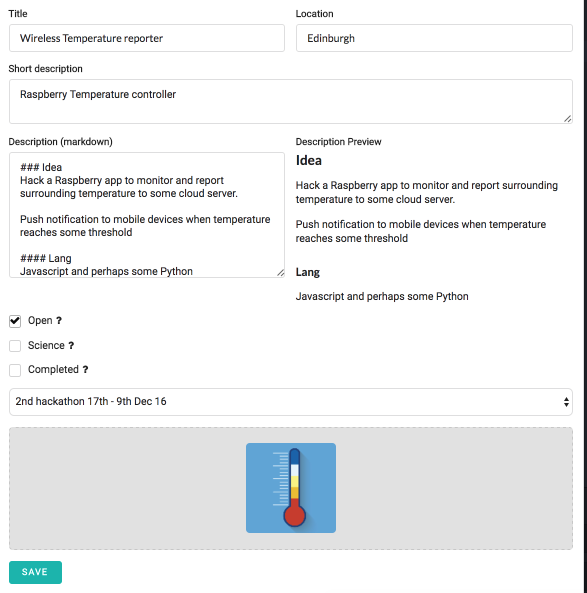 Title
Location
Wireless Temperature reporter
Edinburgh
Short description
Raspberry Temperature controller
Description (markdown)
### Idea
Hack a Raspberry app to monitor and report
surrounding temperature to some cloud server.
Push notification to mobile devices when temperature
reaches some threshold
#### Lang
Javascript and perhaps some Python
Description Preview
Idea
Hack a Raspberry app to monitor and report surrounding
temperature to some cloud server.
Push notification to mobile devices when temperature
reaches some threshold
Lang
Javascript and perhaps some Python
Open ?
Science ?
Completed ?
2nd hackathon 17th - 9th Dec 16
SAVE